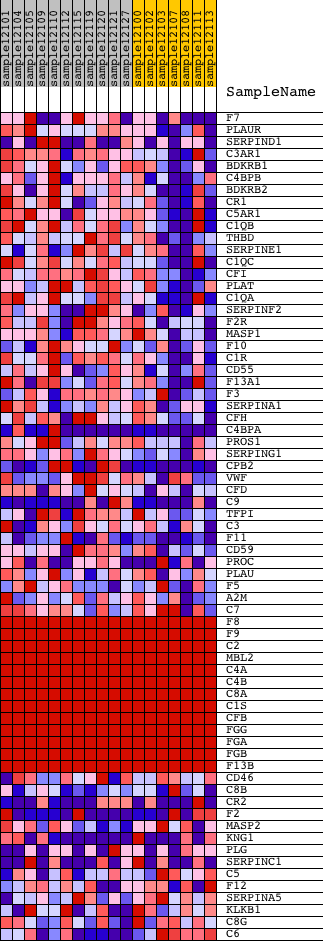 sample12101
sample12104
sample12105
sample12109
sample12110
sample12112
sample12115
sample12119
sample12120
sample12124
sample12127
sample12100
sample12102
sample12103
sample12107
sample12108
sample12111
sample12113
SampleName
F7
PLAUR
SERPIND1
C3AR1
BDKRB1
C4BPB
BDKRB2
CR1
C5AR1
C1QB
THBD
SERPINE1
C1QC
CFI
PLAT
C1QA
SERPINF2
F2R
MASP1
F10
C1R
CD55
F13A1
F3
SERPINA1
CFH
C4BPA
PROS1
SERPING1
CPB2
VWF
CFD
C9
TFPI
C3
F11
CD59
PROC
PLAU
F5
A2M
C7
F8
F9
C2
MBL2
C4A
C4B
C8A
C1S
CFB
FGG
FGA
FGB
F13B
CD46
C8B
CR2
F2
MASP2
KNG1
PLG
SERPINC1
C5
F12
SERPINA5
KLKB1
C8G
C6